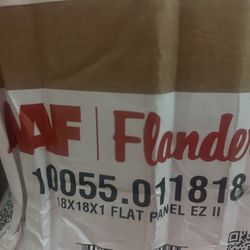 AAF | Flande
10055.011818
18X18X1 FLAT PANEL EZ II